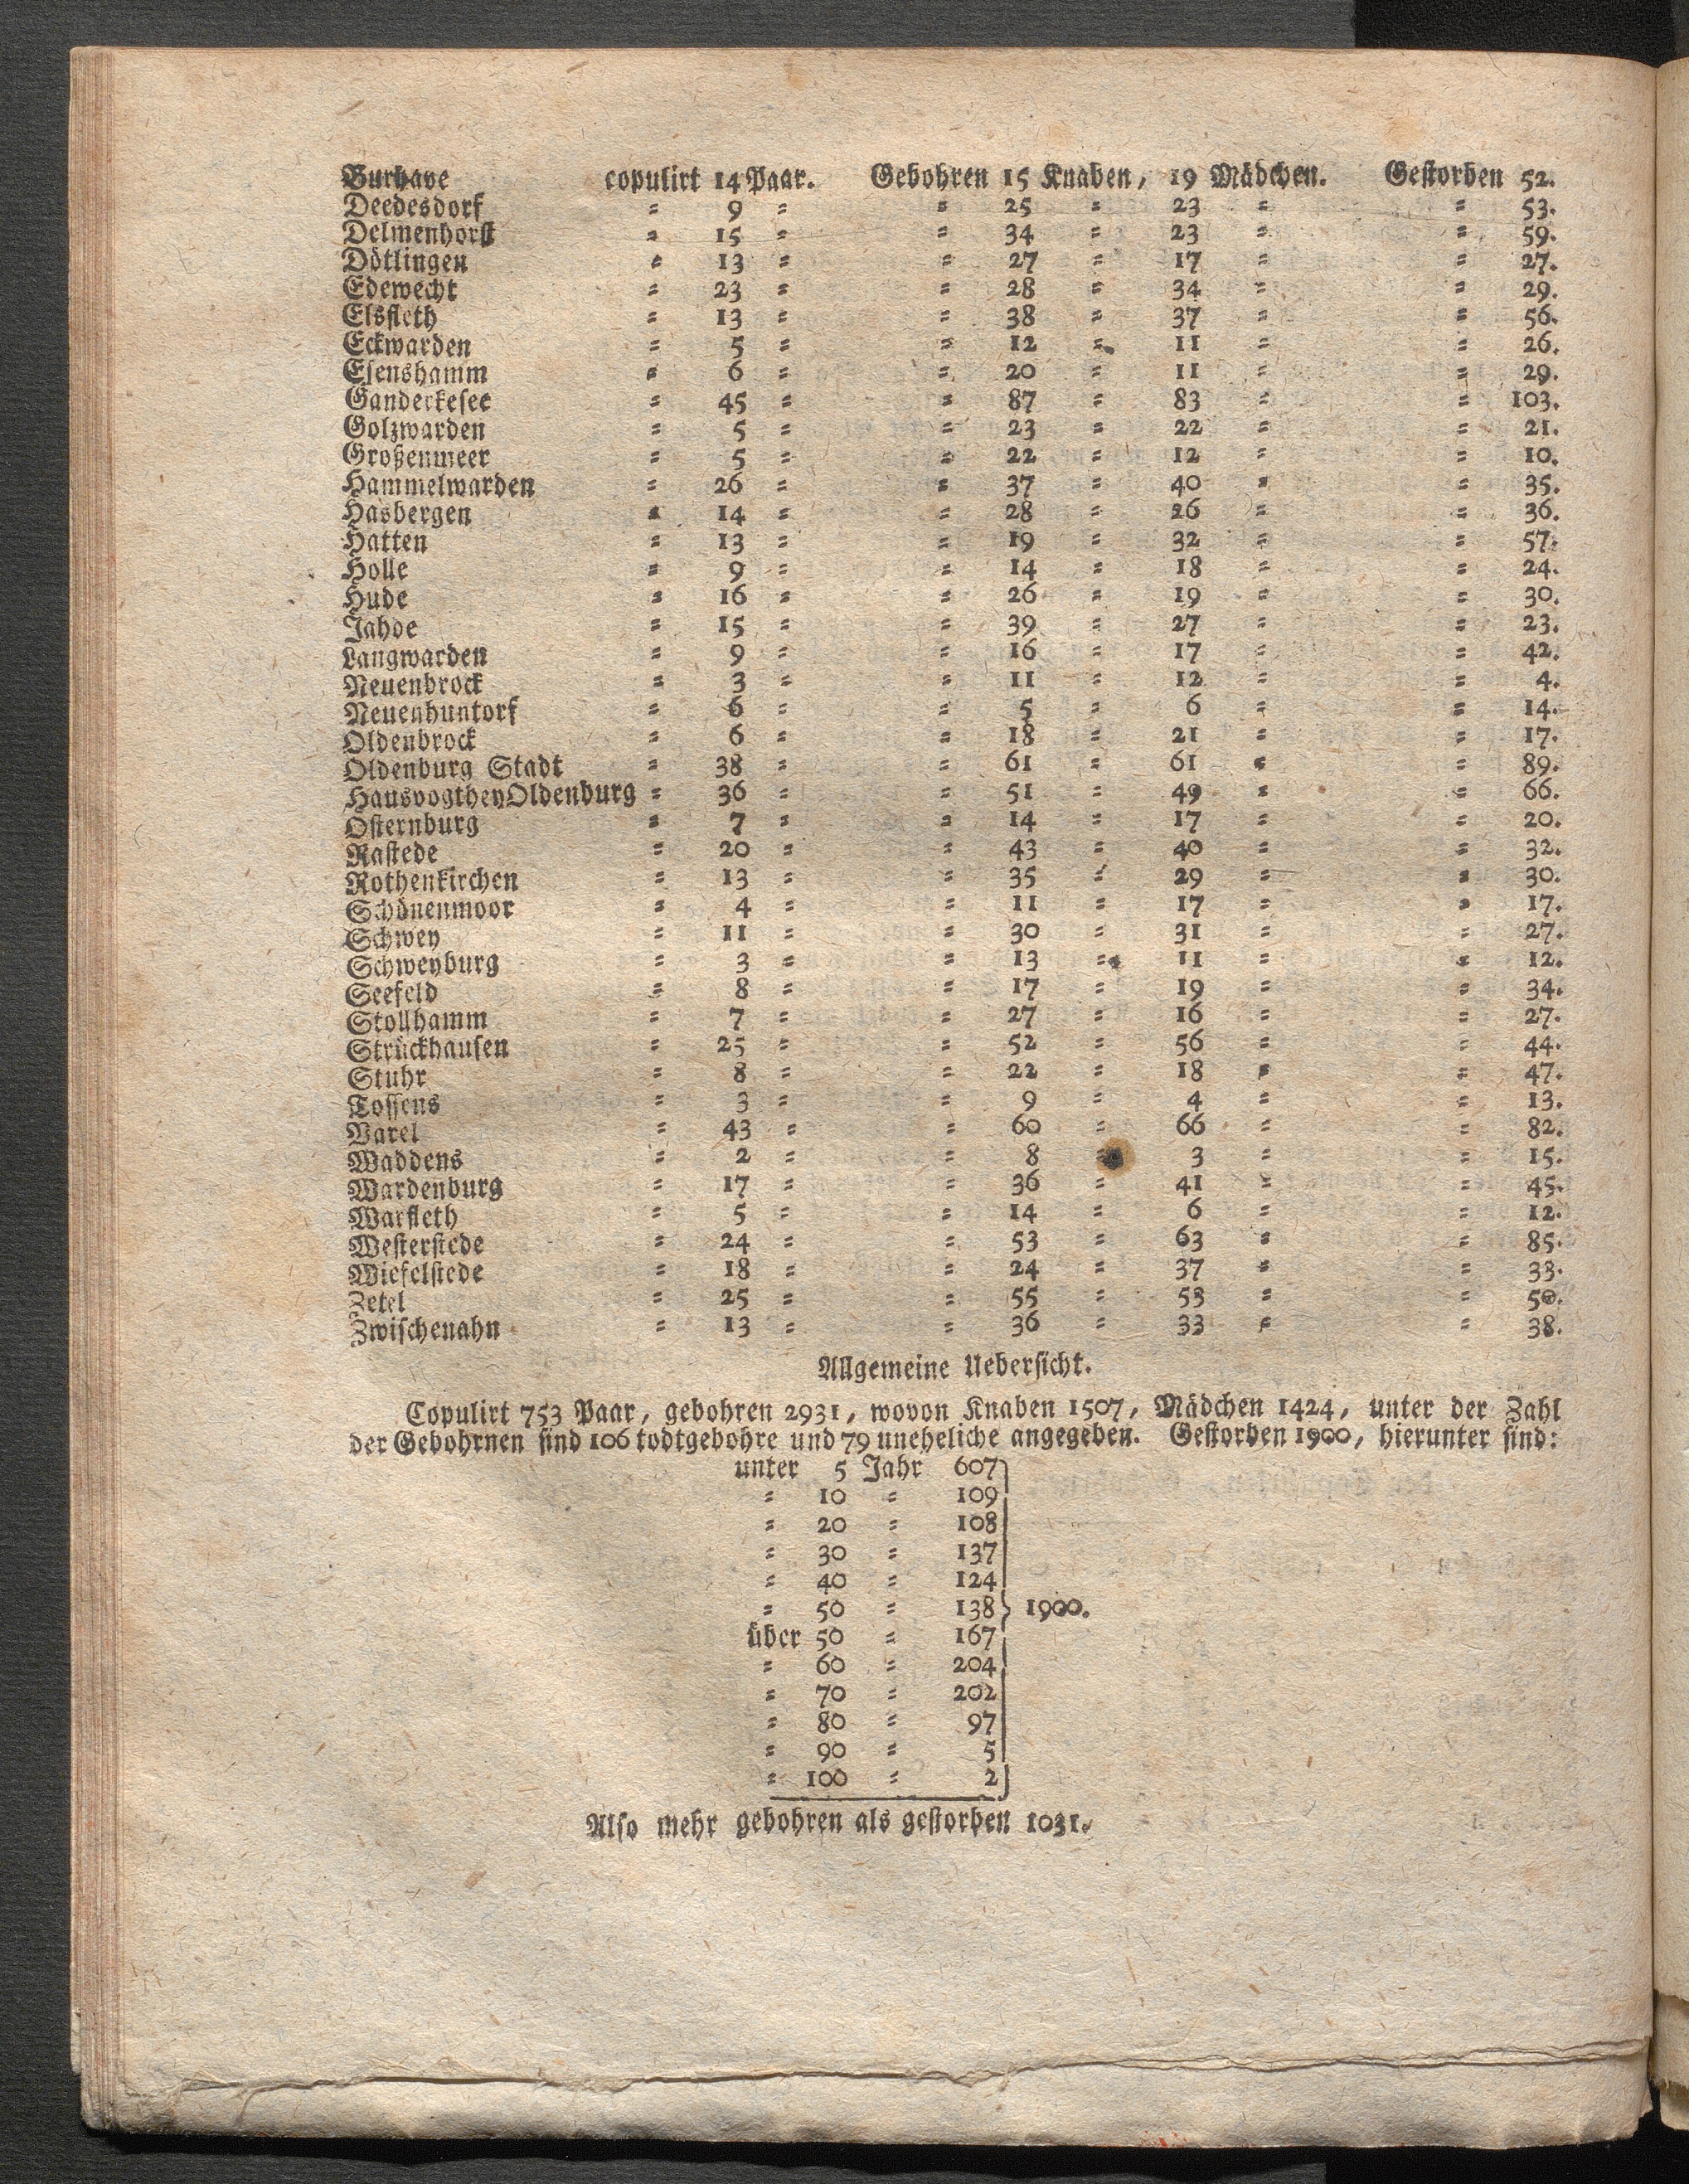 Burhave copulirt 14 Paar. Gebohren 15 Knaben, 19 Mädchen. Gestorben 52.
Deedesdorf = 9 = = 25 = 23 = = 53.
Delmenhorst = 15 = = 34 = 23 = = 59.
Dötlingen = 13 = = 27 = 17 = = 27.
Edewecht = 23 = = 28 = 34 = = 29.
Elsfleth = 13 = = 38 = 37 = = 56.
Eckwarden = 5 = = 12 = 11 = = 26.
Esenshamm = 6 = = 20 = 11 = = 29.
Ganderkesee = 45 = = 87 = 83 = = 103.
Golzwarden = 5 = = 23 = 22 = = 21.
Großenmeer = 5 = = 22 = 12 = = 10.
Hammelwarden = 26 = = 37 = 40 = = 35.
Hasbergen = 14 = = 28 = 26 = = 36.
Hatten = 13 = = 19 = 32 = = 57.
Holle = 9 = = 14 = 18 = = 24.
Hude = 16 = = 26 = 19 = = 30.
Jahde = 15 = = 39 = 27 = = 23.
Langwarden = 9 = = 16 = 17 = = 42.
Neuenbrock = 3 = = 11 = 12 = = 4.
Neuenhuntorf = 6 = = 5 = 6 = = 14.
Oldenbrock = 6 = = 18 = 21 = = 17.
Oldenburg Stadt = 38 = = 61 = 61 = = 89.
HausvogtheyOldenburg = 36 = = 51 = 49 = = 66.
Osternburg = 7 = = 14 = 17 = = 20.
Rastede = 20 = = 43 = 40 = = 32.
Rothenkirchen = 13 = = 35 = 29 = = 30.
Schönenmoor = 4 = = 11 = 17 = = 17.
Schwey = 11 = = 30 = 31 = = 27.
Schweyburg = 3 = = 13 = 11 = = 12.
Seefeld = 8 = = 17 = 19 = = 34.
Stollhamm = 7 = = 27 = 16 = = 27.
Strückhausen = 25 = = 52 = 56 = = 44.
Stuhr = 8 = = 22 = 18 = = 47.
Tossens = 3 = = 9 = 4 = = 13.
Varel = 43 = = 60 = 66 = = 82.
Waddens = 2 = = 8 = 3 = = 15.
Wardenburg = 17 = = 36 = 41 = = 45.
Warfleth = 5 = = 14 = 6 = = 12.
Westerstede = 24 = = 53 = 63 = = 85.
Wiefelstede = 18 = = 24 = 37 = = 33.
Zetel = 25 = = 55 = 53 = = 50.
Zwischenahn = 13 = = 36 = 33 = = 38.
Allgemeine Uebersicht.
Copulirt 753 Paar, gebohren 2931, wovon Knaben 1507, Mädchen 1424, unter der Zahl
der Gebohrnen sind 106 todtgebohre und 79 uneheliche angegeben. Gestorben 1900, hierunter sind:
unter 5 Jahr 607
= 10 = 109
= 20 = 108
= 30 = 137
= 40 = 124
= 50 = 138 } 1900.
über 50 = 167
= 60 = 204
= 70 = 202
= 80 = 97
= 90 = 5
= 100 = 2
Also mehr gebohren als gestorben 1031.